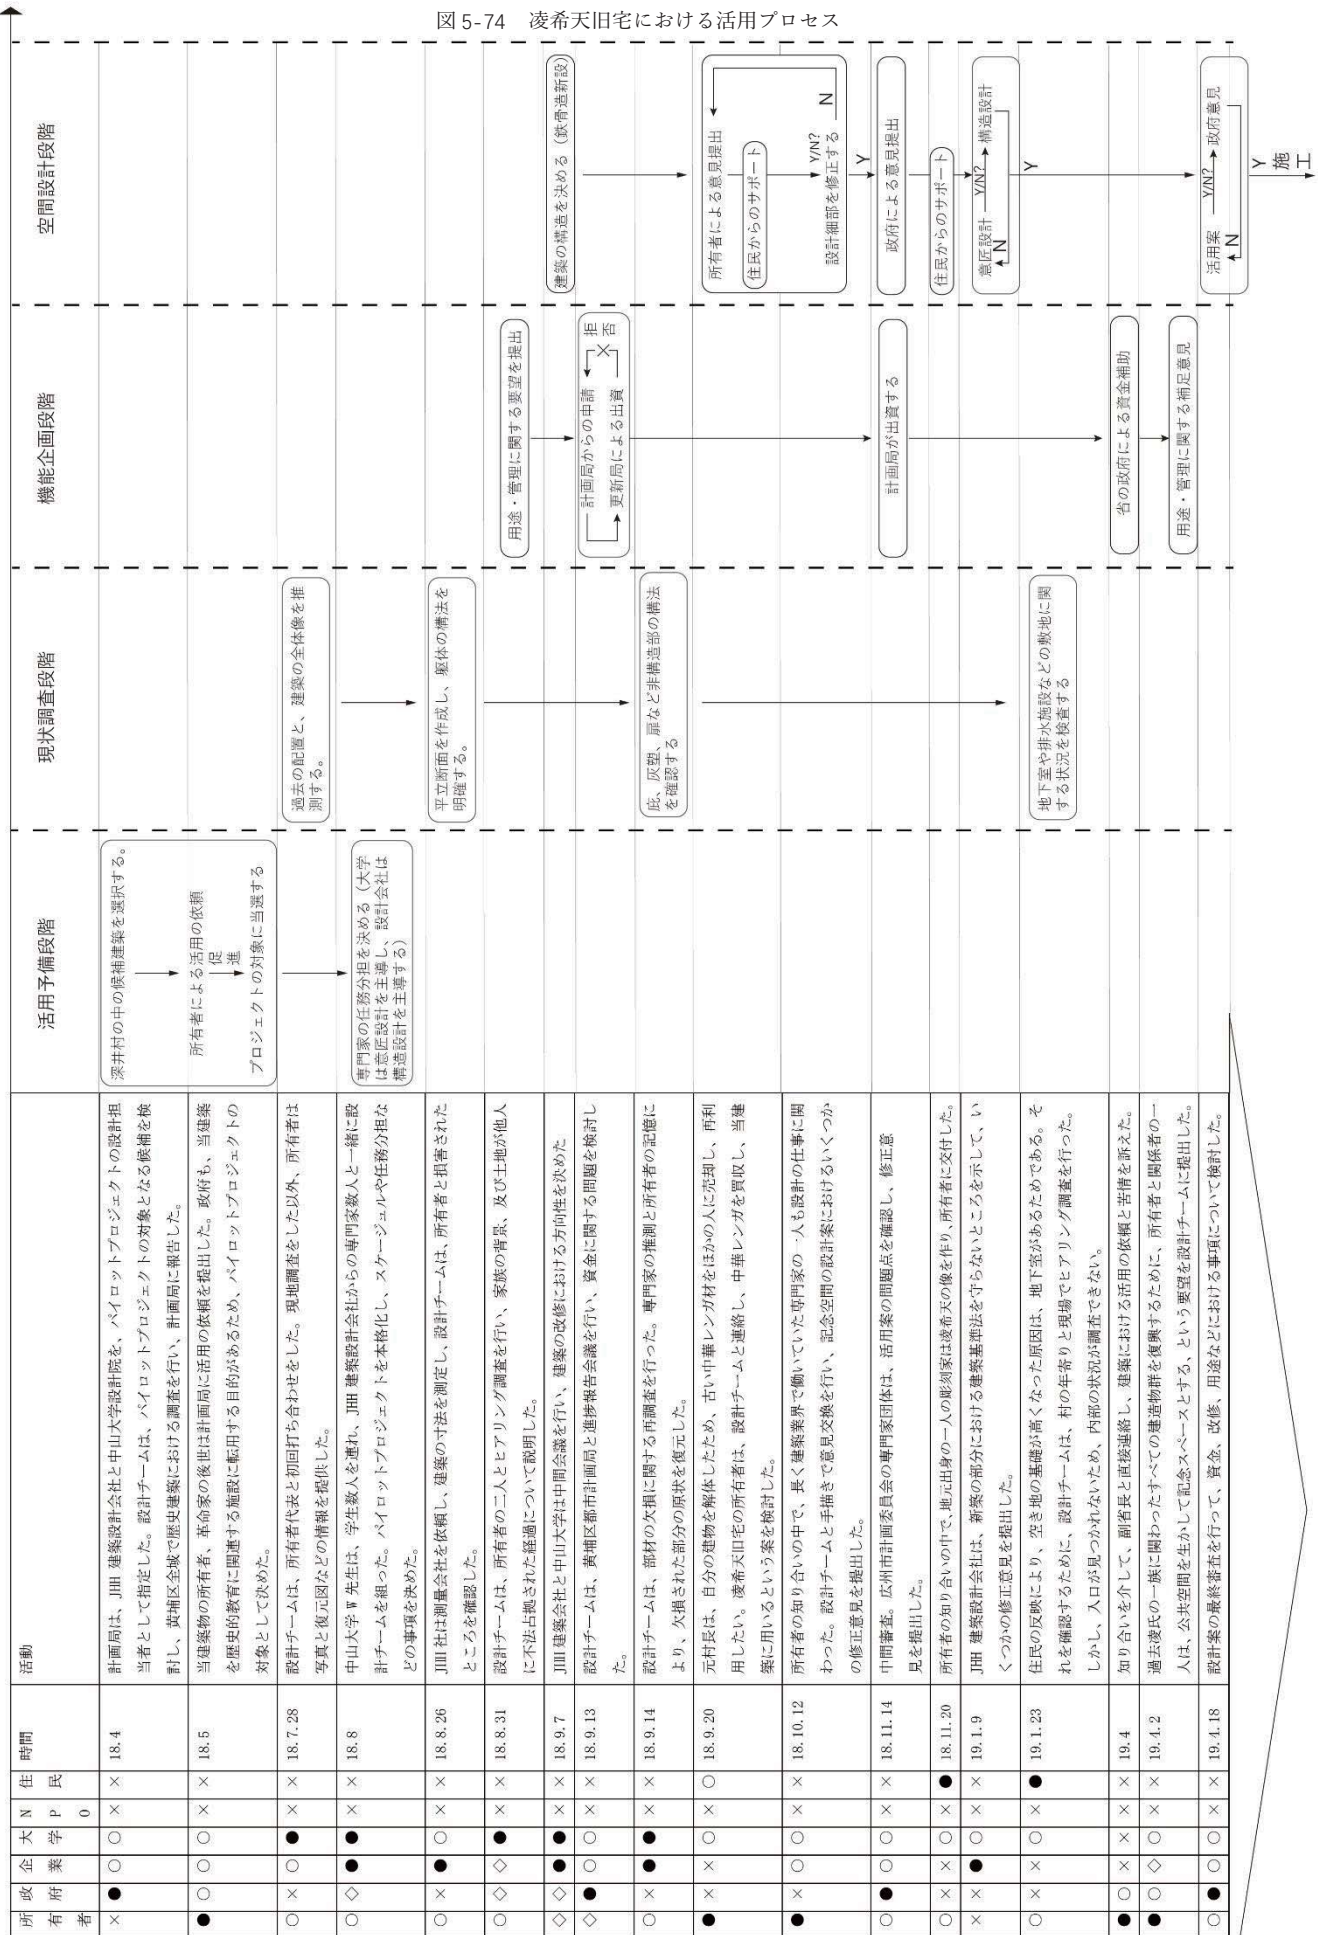 図5-74 凌希天旧宅における活用プロセス
所有者
政府
企業
大学
NPO
住民
時間
活動
活用予備段階
現状調査段階
機能企画段階
空間設計段階
× ● ○ ○ × × 18.4
計画局は、JHH 建築設計会社と中山大学設計院を、パイロットプロジェクトの設計担
当者として指定した。設計チームは、パイロットプロジェクトの対象となる候補を検
討し、黄埔区全域で歴史建築における調査を行い、計画局に報告した。
● ○ ○ ○ × × 18.5
当建築物の所有者、革命家の後世は計画局に活用の依頼を提出した。政府も、当建築
を歴史的教育に関連する施設に転用する目的があるため、パイロットプロジェクトの
対象として決めた。
○ × ○ ● × × 18.7.28
設計チームは、所有者代表と初回打ち合わせをした。現地調査をした以外、所有者は
写真と復元図などの情報を提供した。
○ ◇ ● ● × × 18.8
中山大学 W 先生は、学生数人を連れ、JHH 建築設計会社からの専門家数人と一緒に設
計チームを組った。パイロットプロジェクトを本格化し、スケージュルや任務分担な
どの事項を決めた。
○ × ● ○ × × 18.8.26
JHH 社は測量会社を依頼し、建築の寸法を測定し、設計チームは、所有者と損害された
ところを確認した。
○ ◇ ◇ ● × × 18.8.31
設計チームは、所有者の二人とヒアリング調査を行い、家族の背景、及び土地が他人
に不法占拠された経過について説明した。
◇ ◇ ● ● × × 18.9.7
JHH 建築会社と中山大学は中間会議を行い、建築の改修における方向性を決めた
◇ ● ○ ○ × × 18.9.13
設計チームは、黄埔区都市計画局と進捗報告会議を行い、資金に関する問題を検討し
た。
○ × ● ● × × 18.9.14
設計チームは、部材の欠損に関する再調査を行った。専門家の推測と所有者の記憶に
より、欠損された部分の原状を復元した。
● × × ○ × ○ 18.9.20
元村長は、自分の建物を解体したため、古い中華レンガ材をほかの人に売却し、再利
用したい。凌希天旧宅の所有者は、設計チームと連絡し、中華レンガを買収し、当建
築に用いるという案を検討した。
● × ○ ○ × × 18.10.12
所有者の知り合いの中で、長く建築業界で働いていた専門家の一人も設計の仕事に関
わった。設計チームと手描きで意見交換を行い、記念空間の設計案におけるいくつか
の修正意見を提出した。
○ ● ○ ○ × × 18.11.14
中間審査。広州市計画委員会の専門家団体は、活用案の問題点を確認し、修正意
見を提出した。
○ × × ○ × ● 18.11.20
所有者の知り合いの中で、地元出身の一人の彫刻家は凌希天の像を作り、所有者に交付した。
× × ● ○ × × 19.1.9
JHH 建築設計会社は、新築の部分における建築基準法を守らないところを示して、い
くつかの修正意見を提出した。
○ × × ○ × ● 19.1.23
住民の反映により、空き地の基礎が高くなった原因は、地下室があるためである。そ
れを確認するために、設計チームは、村の年寄りと現場でヒアリング調査を行った。
しかし、入口が見つかれないため、内部の状況が調査できない。
● ○ × × × × 19.4
知り合いを介して、副省長と直接連絡し、建築における活用の依頼と苦情を訴えた。
● ○ ◇ ○ × × 19.4.2
過去凌氏の一族に関わったすべての建造物群を復興するために、所有者と関係者の一
人は、公共空間を生かして記念スペースとする、という要望を設計チームに提出した。
○ ● ○ ○ × × 19.4.18
設計案の最終審査を行って、資金、改修、用途などにおける事項について検討した。
深井村の中の候補建築を選択する。
所有者による活用の依頼
促進
プロジェクトの対象に当選する
専門家の任務分担を決める（大学
は意匠設計を主導し、設計会社は
構造設計を主導する）
過去の配置と、建築の全体像を推
測する。
平立断面を作成し、躯体の構法を
明確する。
庇、灰塑、扉など非構造部の構法
を確認する
地下室や排水施設などの敷地に関
する状況を検査する
用途・管理に関する要望を提出
計画局からの申請
更新局による出資
拒否
計画局が出資する
省の政府による資金補助
用途・管理に関する補足意見
建築の構造を決める（鉄骨造新設）
所有者による意見提出
住民からのサポート
Y/N?
設計細部を修正する
N
Y
政府による意見提出
住民からのサポート
意匠設計 Y/N? 構造設計
N
Y
活用案 Y/N? 政府意見
N
Y
施工